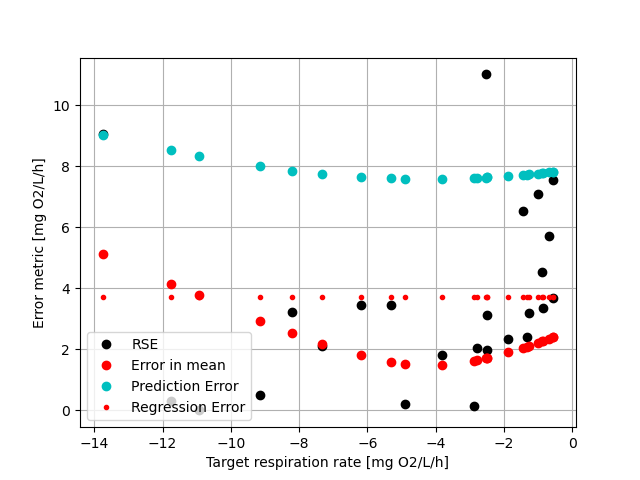 10
8
6
4
2
0
Error metric [mg O2/L/h]
RSE
Error in mean
Prediction Error
Regression Error
−14 −12 −10 −8 −6 −4 −2 0
Target respiration rate [mg O2/L/h]